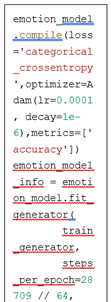 emotion_model
.compile(loss
='categorical
_crossentropy
',optimizer=A
dam(lr=0.0001
, decay=1e-
6),metrics=['
accuracy'])
emotion_model
_info = emoti
on_model.fit_
generator(
train
_generator,
steps
_per_epoch=28
709 // 64,